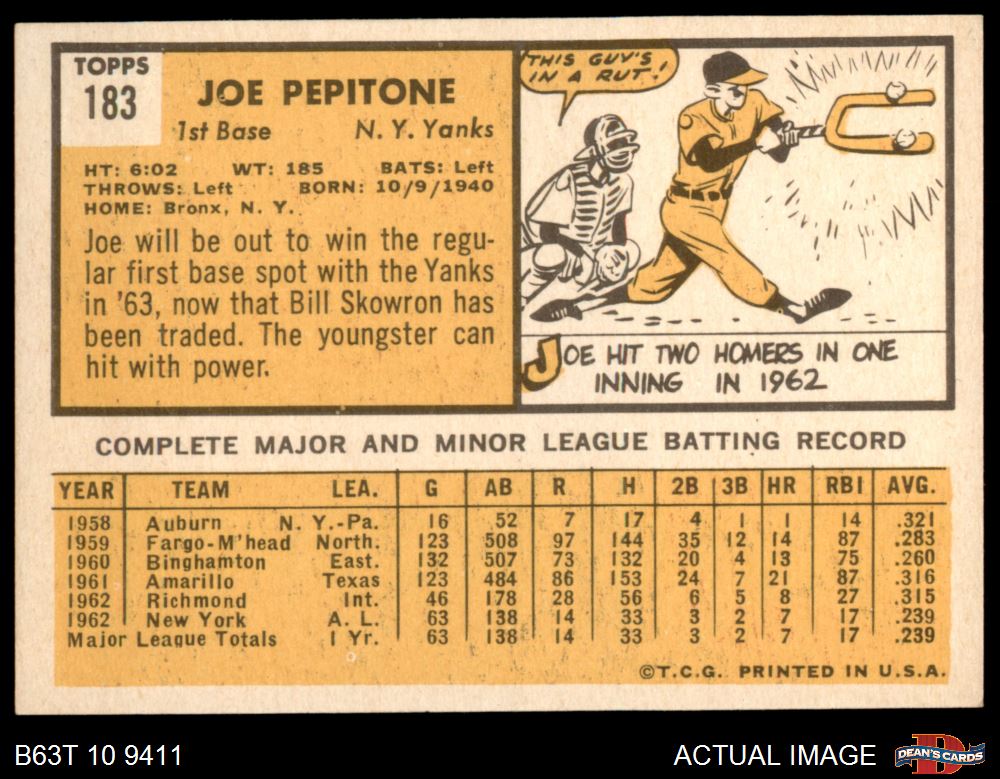 TOPPS
183
JOE PEPITONE
1st Base N. Y. Yanks
HT: 6:02 WT: 185 BATS: Left
THROWS: Left BORN: 10/9/1940
HOME: Bronx, N. Y.
Joe will be out to win the regu-
lar first base spot with the Yanks
in '63, now that Bill Skowron has
been traded. The youngster can
hit with power.
THIS GUY'S
IN A RUT!
JOE HIT TWO HOMERS IN ONE
INNING IN 1962
COMPLETE MAJOR AND MINOR LEAGUE BATTING RECORD
YEAR TEAM LEA. G AB R H 2B 3B HR RBI AVG.
1958 Auburn N. Y.-Pa. 16 52 7 17 4 1 1 14 .321
1959 Fargo-M'head North. 123 508 97 144 35 12 14 87 .283
1960 Binghamton East. 132 507 73 132 20 4 13 75 .260
1961 Amarillo Texas 123 484 86 153 24 7 21 87 .316
1962 Richmond Int. 46 178 28 56 6 5 8 27 .315
1962 New York A. L. 63 138 14 33 3 2 7 17 .239
Major League Totals 1 Yr. 63 138 14 33 3 2 7 17 .239
©T.C.G. PRINTED IN U.S.A.
B63T 10 9411 ACTUAL IMAGE DEAN'S CARDS